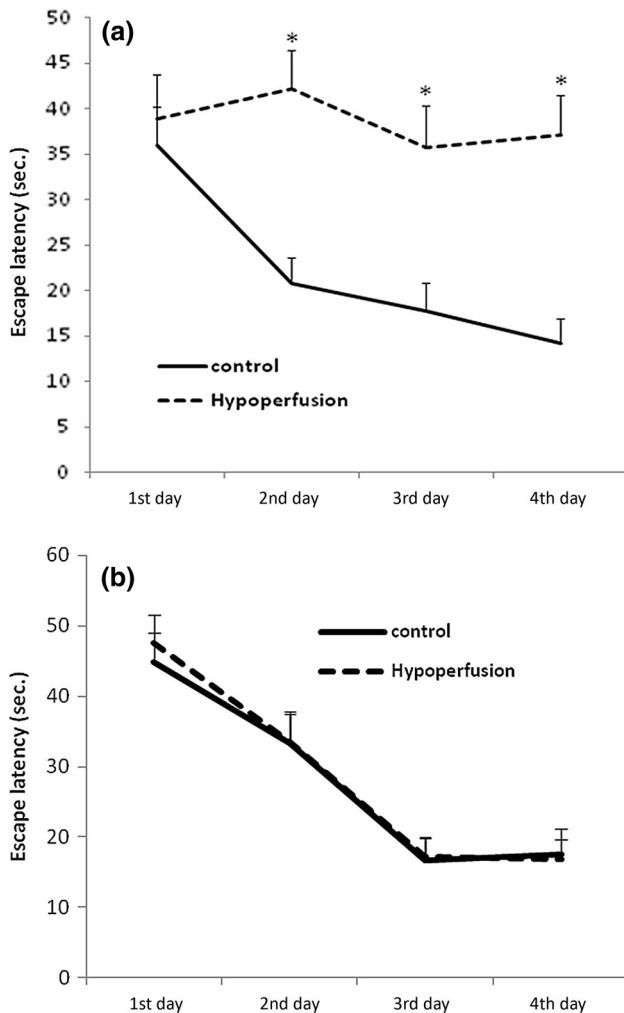 (a)
Escape latency (sec.)
50
45
40
35
30
25
20
15
10
5
0
* * *
control
Hypoperfusion
1st day 2nd day 3rd day 4th day
(b)
Escape latency (sec.)
60
50
40
30
20
10
0
control
Hypoperfusion
1st day 2nd day 3rd day 4th day